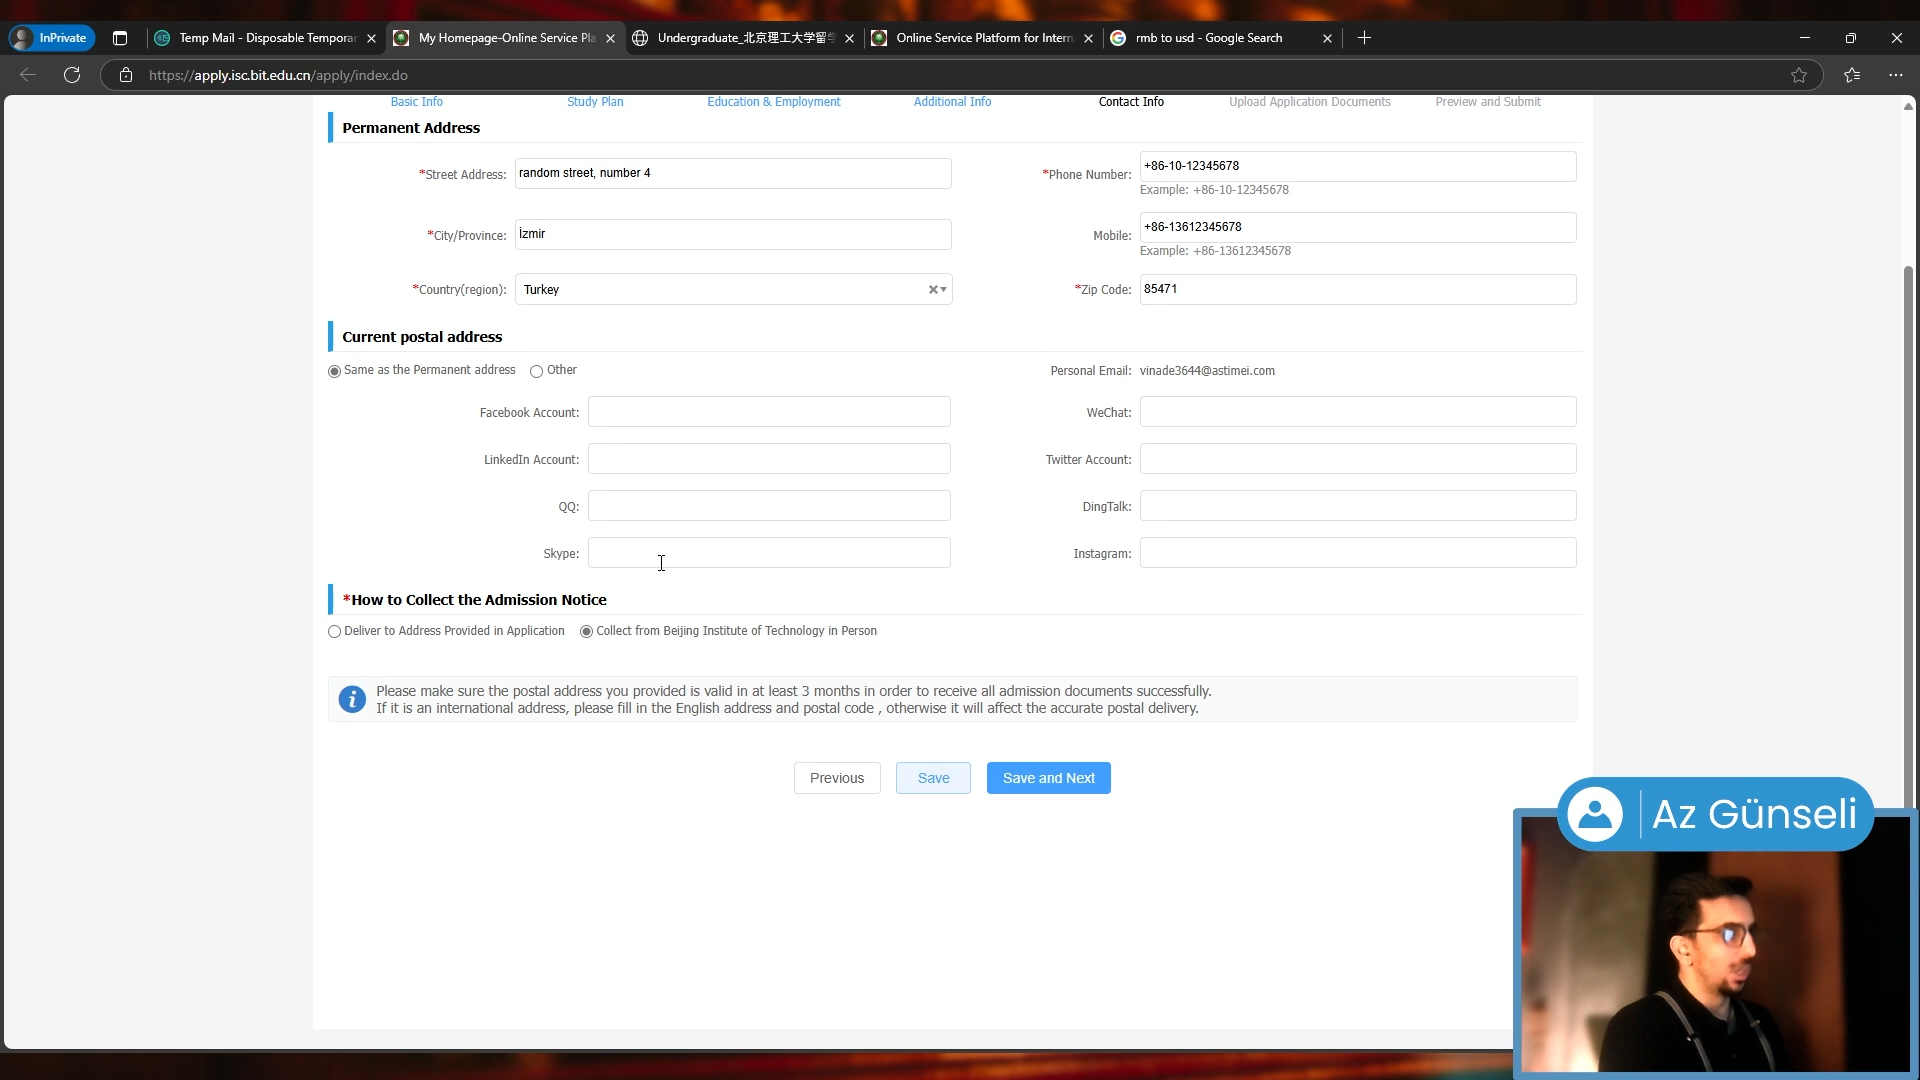 InPrivate
Temp Mail - Disposable Temporar
My Homepage-Online Service Pla
Undergraduate_北京理工大学留学
Online Service Platform for Intern
rmb to usd - Google Search
https://apply.isc.bit.edu.cn/apply/index.do
Basic Info
Study Plan
Education & Employment
Additional Info
Contact Info
Upload Application Documents
Preview and Submit
Permanent Address
*Street Address: random street, number 4
*Phone Number: +86-10-12345678
Example: +86-10-12345678
*City/Province: İzmir
Mobile: +86-13612345678
Example: +86-13612345678
*Country(region): Turkey
*Zip Code: 85471
Current postal address
Same as the Permanent address Other
Personal Email: vinade3644@astimei.com
Facebook Account:
WeChat:
LinkedIn Account:
Twitter Account:
QQ:
DingTalk:
Skype:
Instagram:
*How to Collect the Admission Notice
Deliver to Address Provided in Application Collect from Beijing Institute of Technology in Person
Please make sure the postal address you provided is valid in at least 3 months in order to receive all admission documents successfully.
If it is an international address, please fill in the English address and postal code , otherwise it will affect the accurate postal delivery.
Previous
Save
Save and Next
Az Günseli